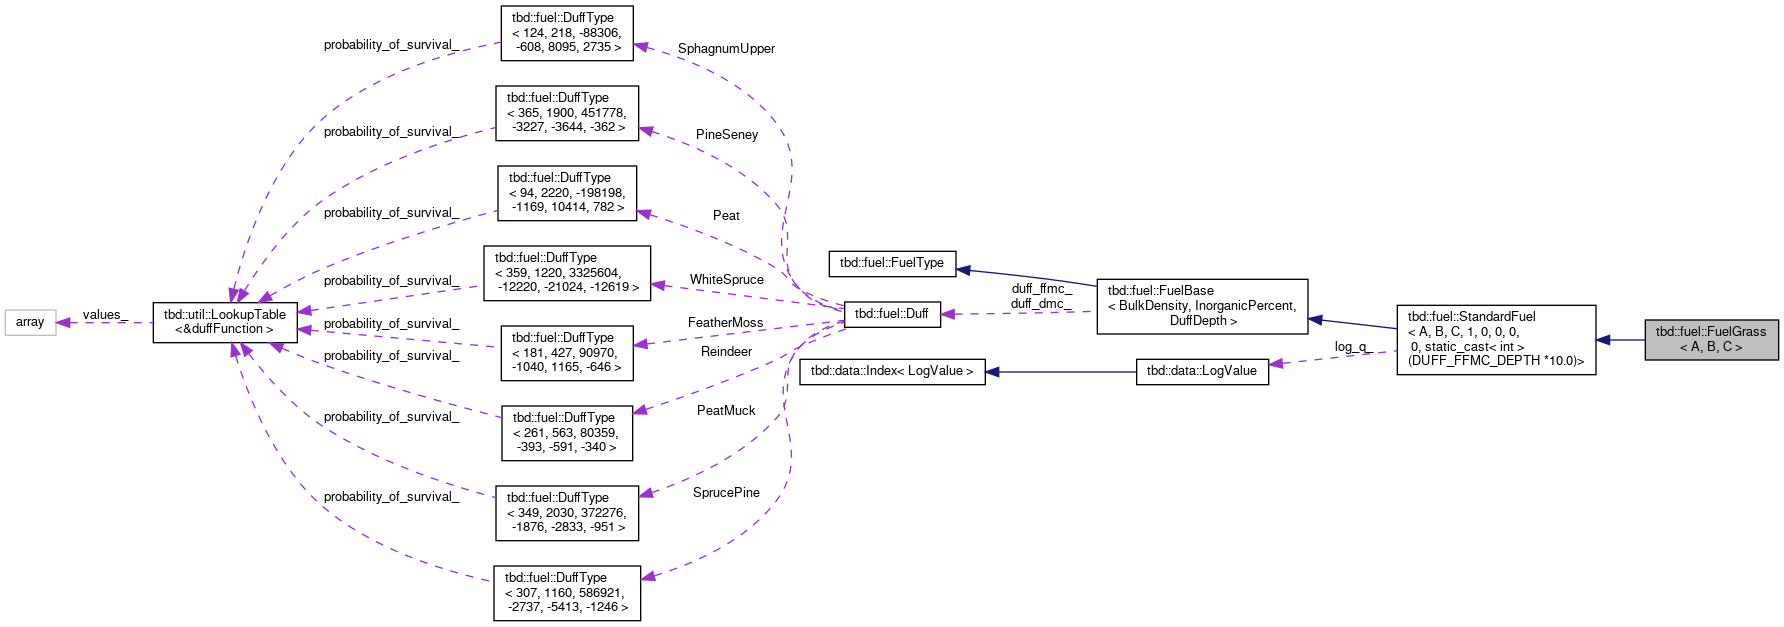 tbd::fuel::DuffType
< 124, 218, -88306,
-608, 8095, 2735 >
probability_of_survival_
SphagnumUpper
tbd::fuel::DuffType
< 365, 1900, 451778,
-3227, -3644, -362 >
probability_of_survival_
PineSeney
tbd::fuel::DuffType
< 94, 2220, -198198,
-1169, 10414, 782 >
probability_of_survival_
Peat
tbd::fuel::DuffType
< 359, 1220, 3325604,
-12220, -21024, -12619 >
probability_of_survival_
WhiteSpruce
tbd::fuel::FuelType
array
values_
tbd::util::LookupTable
<&duffFunction >
tbd::fuel::DuffType
< 181, 427, 90970,
-1040, 1165, -646 >
probability_of_survival_
FeatherMoss
tbd::fuel::Duff
duff_ffmc_
duff_dmc_
tbd::fuel::FuelBase
< BulkDensity, InorganicPercent,
DuffDepth >
tbd::fuel::StandardFuel
< A, B, C, 1, 0, 0, 0,
0, static_cast< int >
(DUFF_FFMC_DEPTH *10.0)>
tbd::fuel::FuelGrass
< A, B, C >
log_q_
tbd::data::Index< LogValue >
tbd::data::LogValue
probability_of_survival_
Reindeer
tbd::fuel::DuffType
< 261, 563, 80359,
-393, -591, -340 >
probability_of_survival_
PeatMuck
tbd::fuel::DuffType
< 349, 2030, 372276,
-1876, -2833, -951 >
probability_of_survival_
SprucePine
tbd::fuel::DuffType
< 307, 1160, 586921,
-2737, -5413, -1246 >